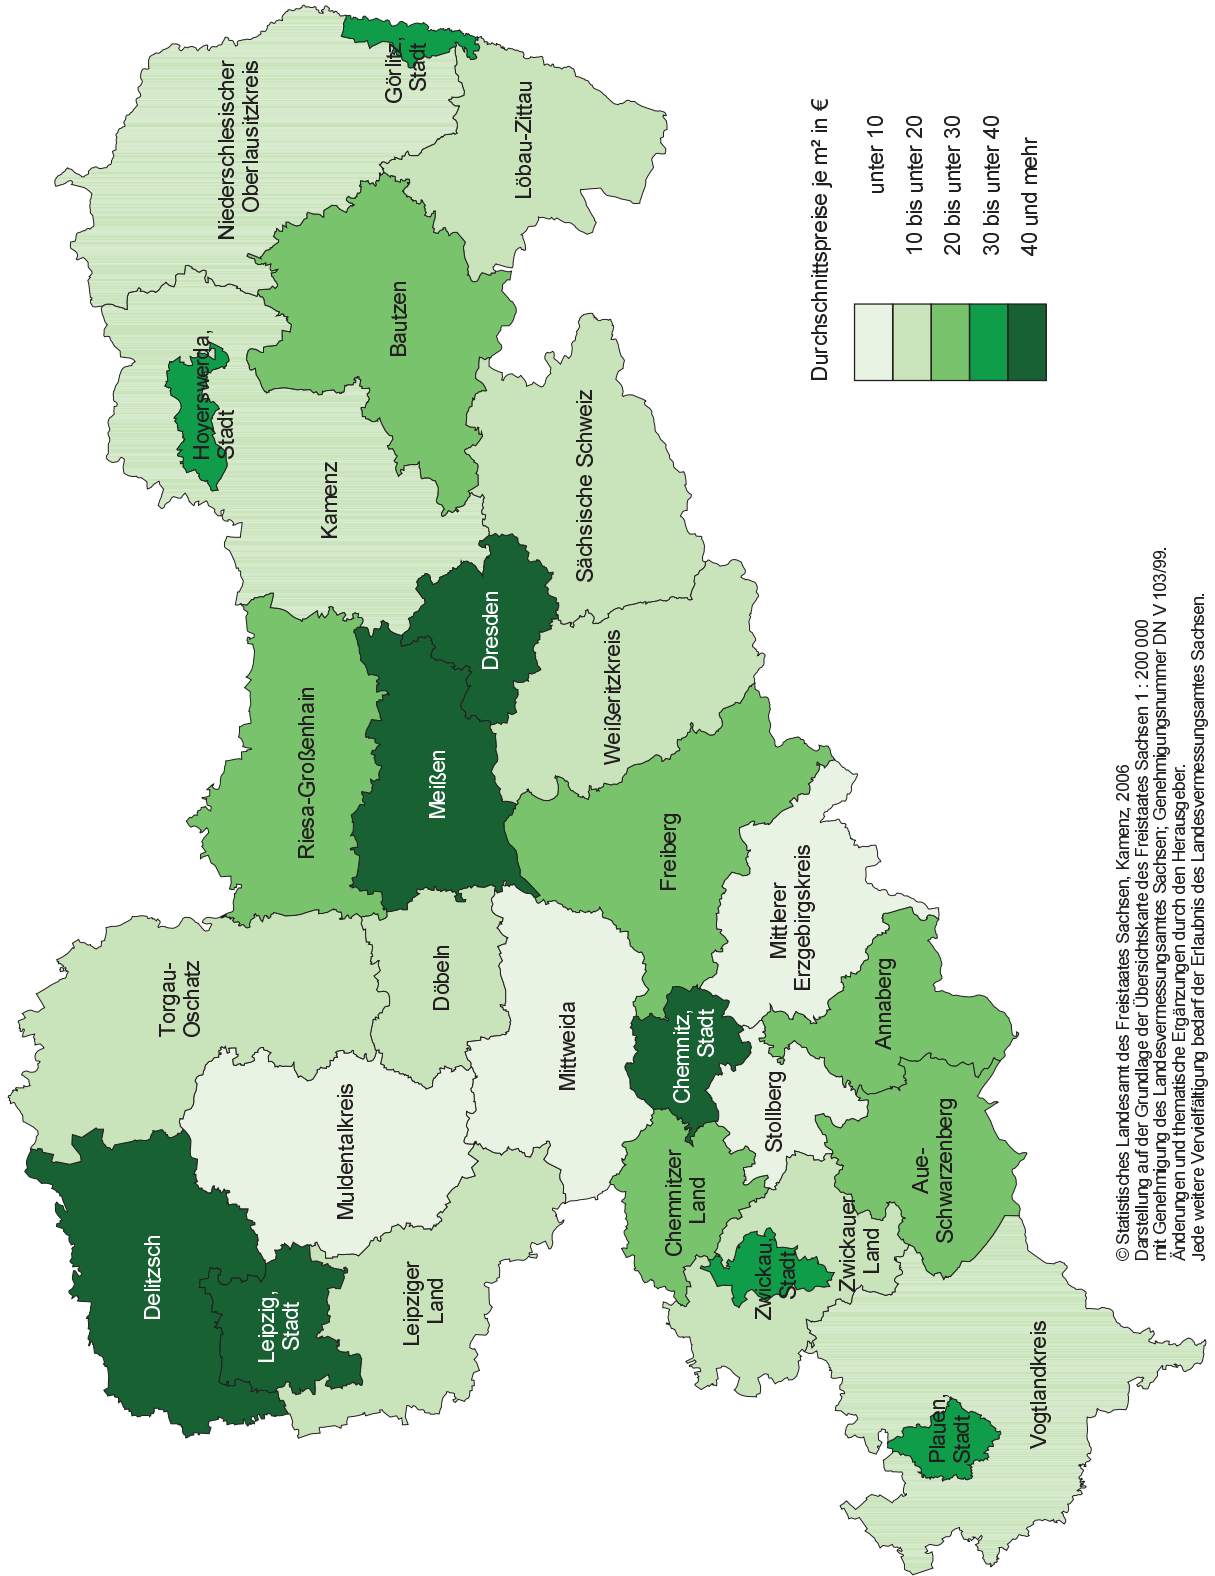 Delitzsch
Leipzig,
Stadt
Leipziger
Land
Muldentalkreis
Torgau-
Oschatz
Döbeln
Mittweida
Riesa-Großenhain
Meißen
Dresden
Kamenz
Hoyerswerda,
Stadt
Niederschlesischer
Oberlausitzkreis
Görlitz,
Stadt
Löbau-Zittau
Bautzen
Sächsische Schweiz
Weißeritzkreis
Freiberg
Mittlerer
Erzgebirgskreis
Annaberg
Chemnitz,
Stadt
Stollberg
Aue-
Schwarzenberg
Chemnitzer
Land
Zwickau,
Stadt
Zwickauer
Land
Plauen,
Stadt
Vogtlandkreis
Durchschnittspreise je m² in €
unter 10
10 bis unter 20
20 bis unter 30
30 bis unter 40
40 und mehr
© Statistisches Landesamt des Freistaates Sachsen, Kamenz, 2006
Darstellung auf der Grundlage der Übersichtskarte des Freistaates Sachsen 1 : 200 000
mit Genehmigung des Landesvermessungsamtes Sachsen; Genehmigungsnummer DN V 103/99.
Änderungen und thematische Ergänzungen durch den Herausgeber.
Jede weitere Vervielfältigung bedarf der Erlaubnis des Landesvermessungsamtes Sachsen.